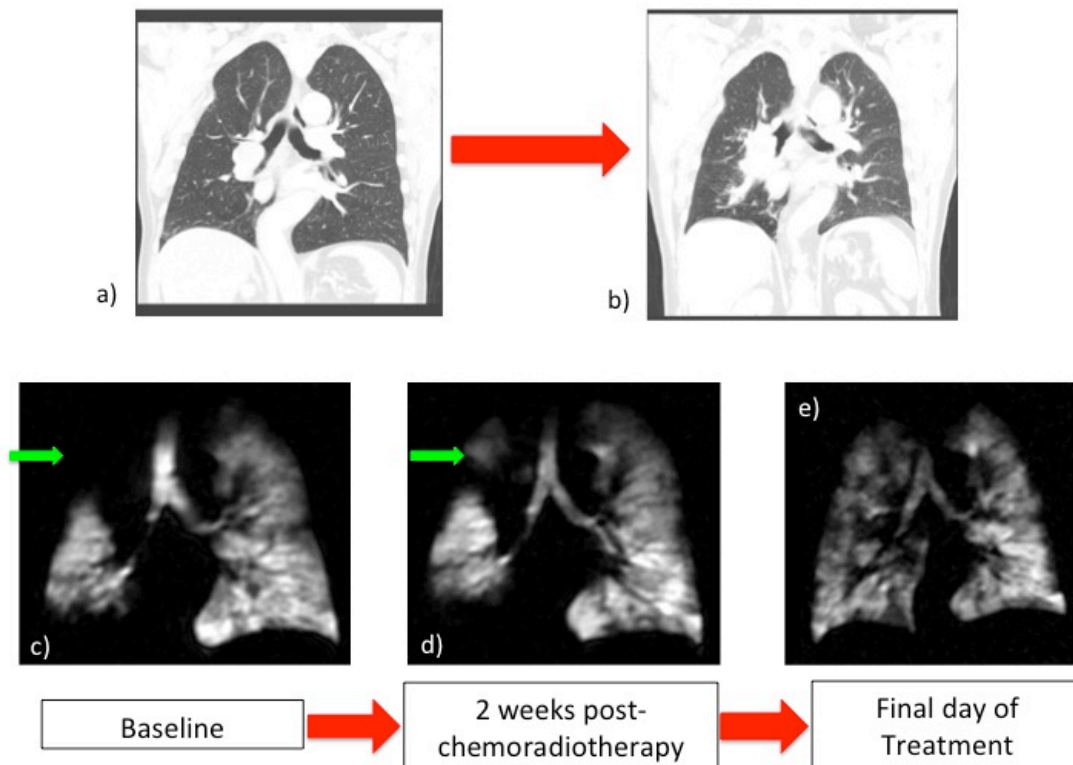 a)
b)
c)
d)
e)
Baseline
2 weeks post-
chemoradiotherapy
Final day of
Treatment